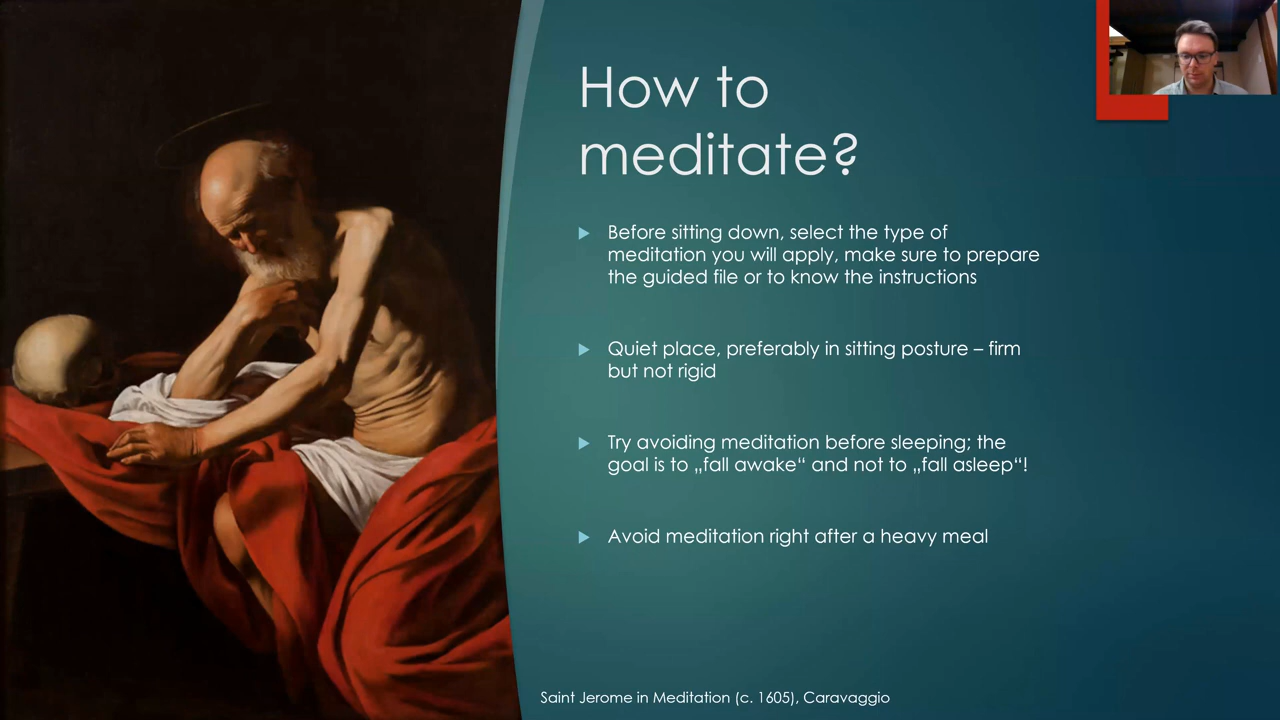 How to
meditate?
Before sitting down, select the type of
meditation you will apply, make sure to prepare
the guided file or to know the instructions
Quiet place, preferably in sitting posture – firm
but not rigid
Try avoiding meditation before sleeping; the
goal is to „fall awake“ and not to „fall asleep“!
Avoid meditation right after a heavy meal
Saint Jerome in Meditation (c. 1605), Caravaggio